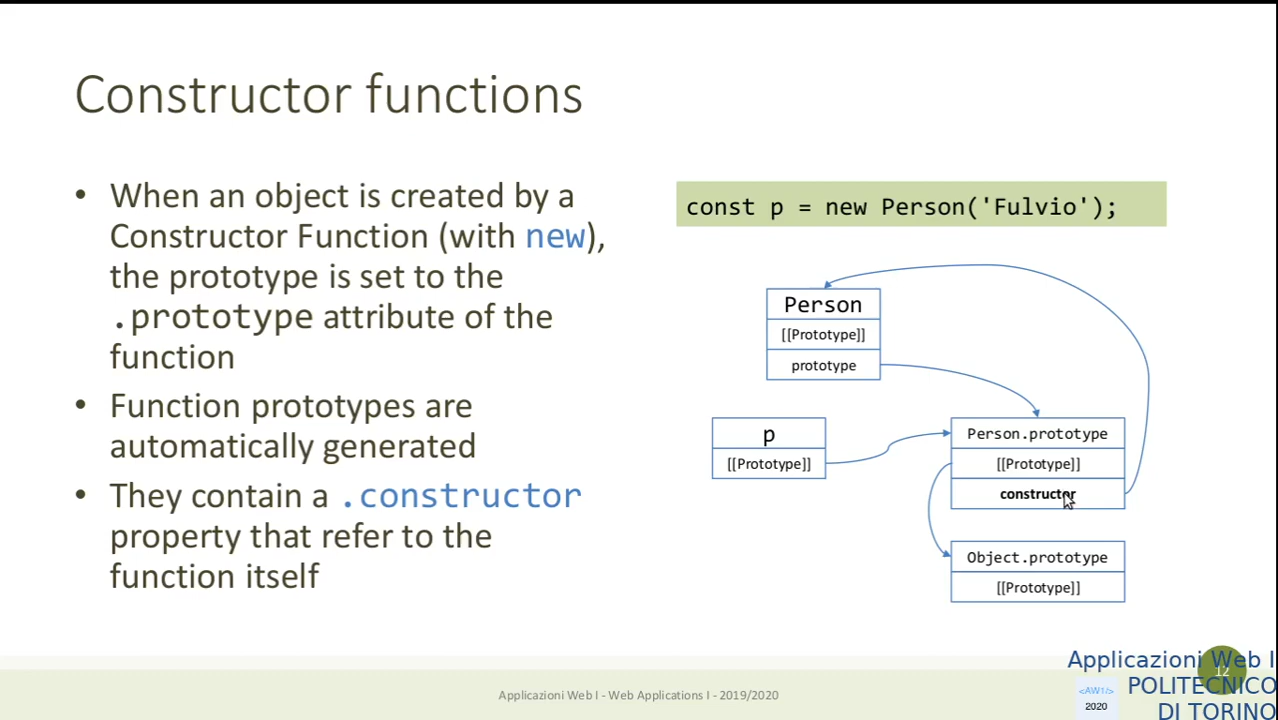 Constructor functions
• When an object is created by a
Constructor Function (with new),
the prototype is set to the
.prototype attribute of the
function
• Function prototypes are
automatically generated
• They contain a .constructor
property that refer to the
function itself
const p = new Person('Fulvio');
Person
[[Prototype]]
prototype
p
[[Prototype]]
Person.prototype
[[Prototype]]
constructor
Object.prototype
[[Prototype]]
Applicazioni Web I - Web Applications I - 2019/2020
12
Applicazioni Web I
POLITECNICO
DI TORINO
<AW1/>
2020